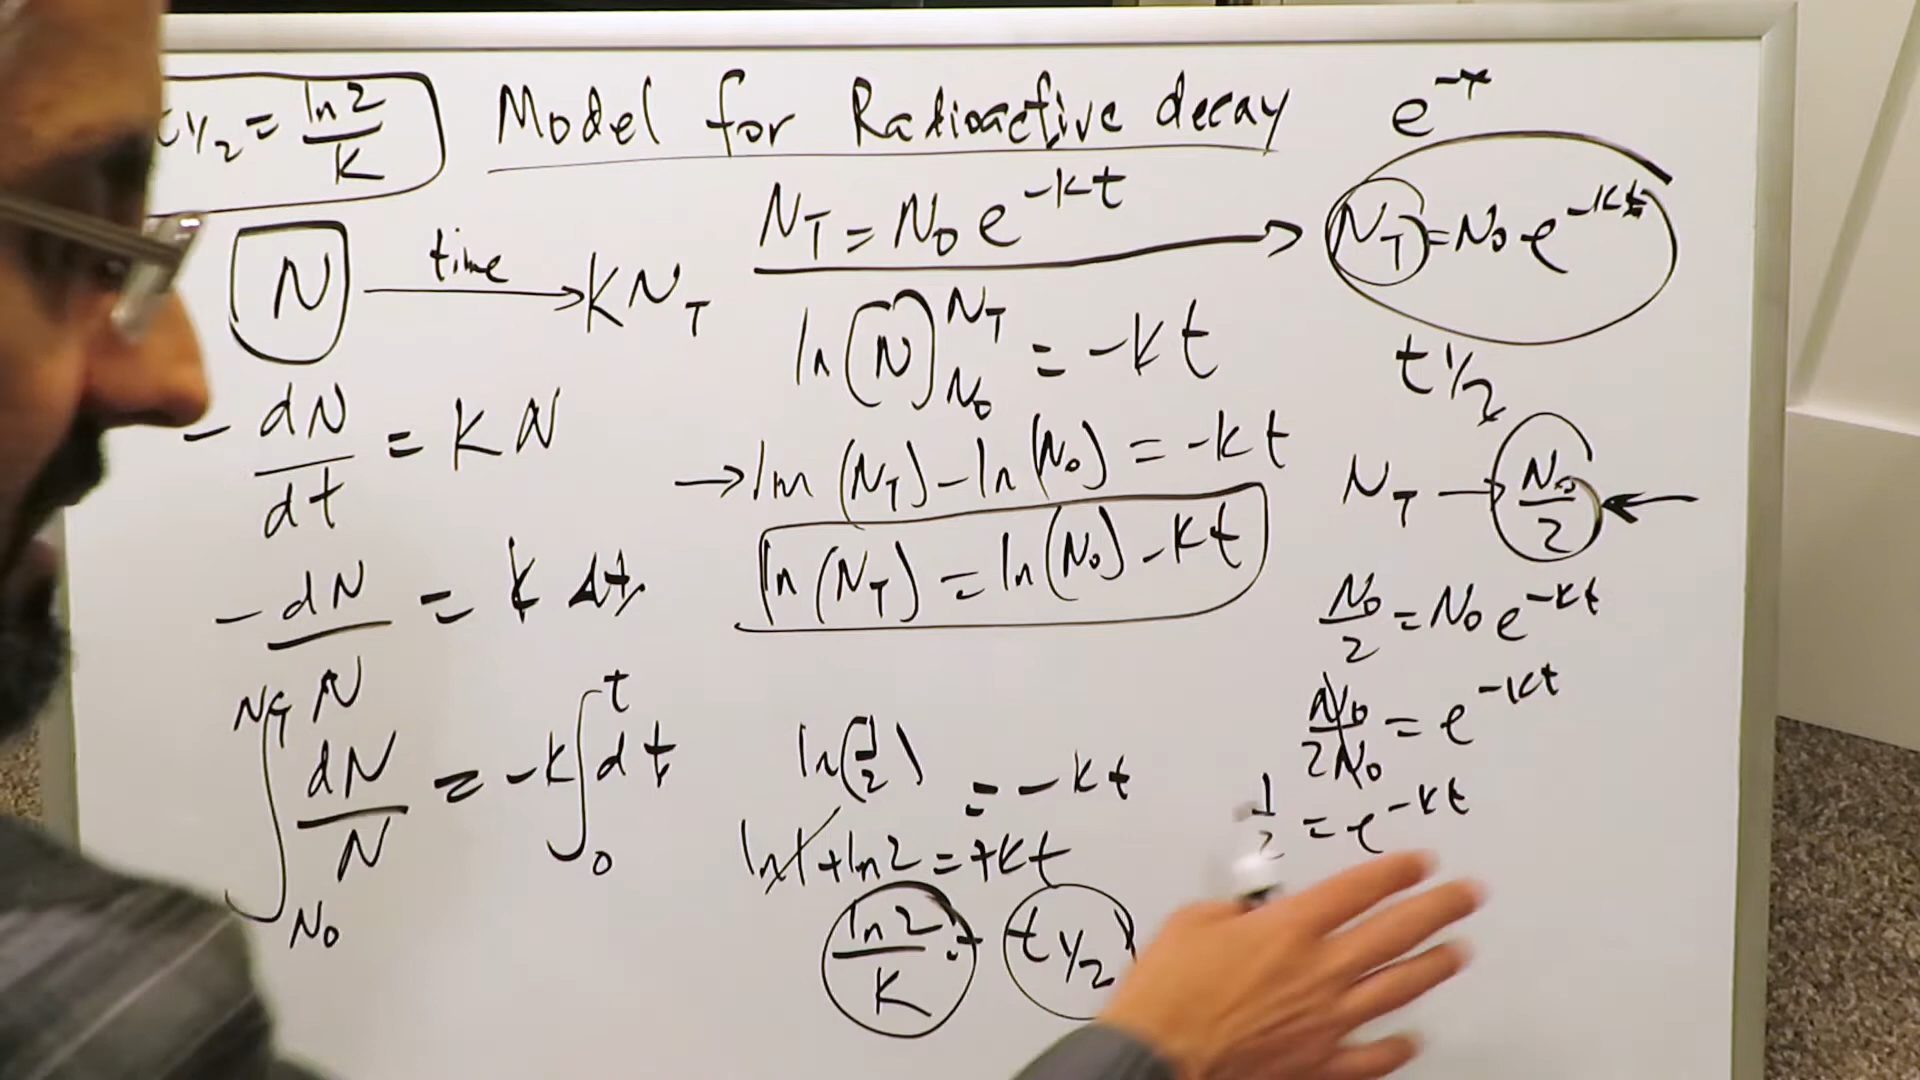 t½ = ln2/K
Model for Radioactive decay
N time → KN_T
-dN/dt = KN
-dN/N = k dt
∫_{N_0}^{N_T} dN/N = -k ∫_0^t dt
N_T = N_0 e^{-kt}
ln(N)_{N_0}^{N_T} = -kt
→ ln(N_T) - ln(N_0) = -kt
ln(N_T) = ln(N_0) - kt
ln(1/2) = -kt
ln1 + ln2 = +kt
ln2/K = t½
e^{-x}
N_T = N_0 e^{-kt}
t½
N_T → N_0/2 ←
N_0/2 = N_0 e^{-kt}
N_0/2N_0 = e^{-kt}
1/2 = e^{-kt}